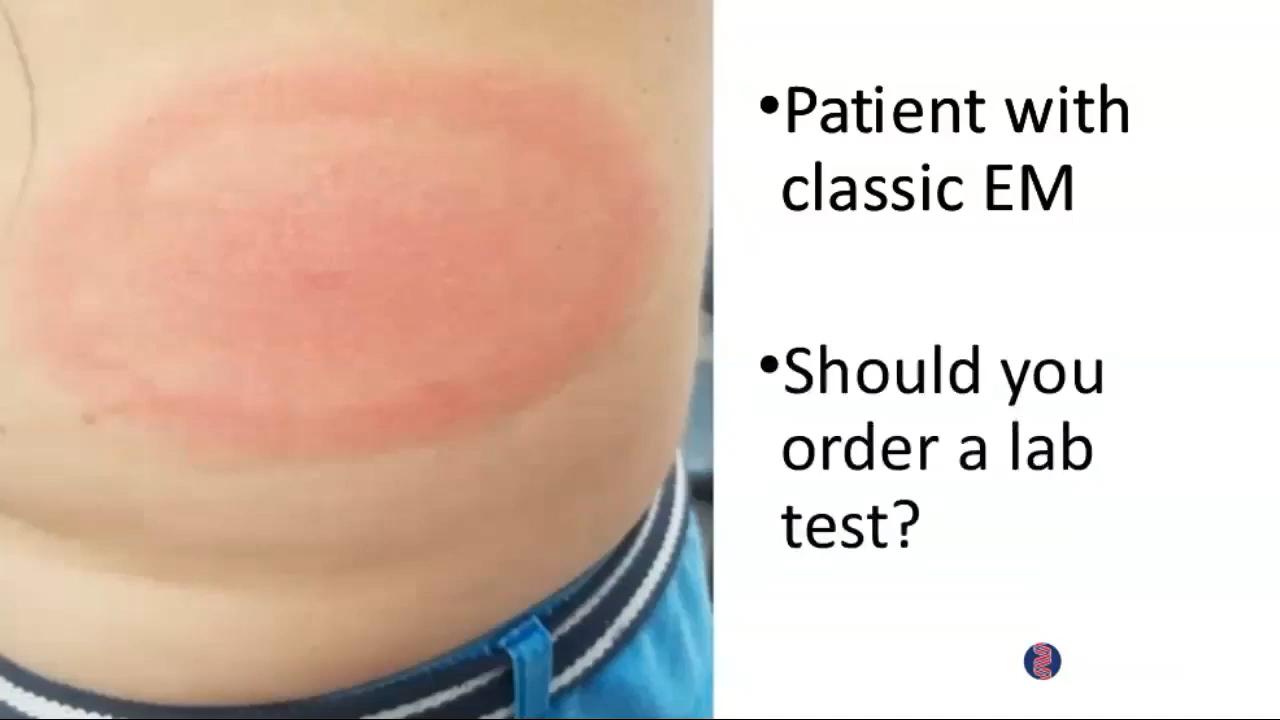 •Patient with
classic EM
•Should you
order a lab
test?